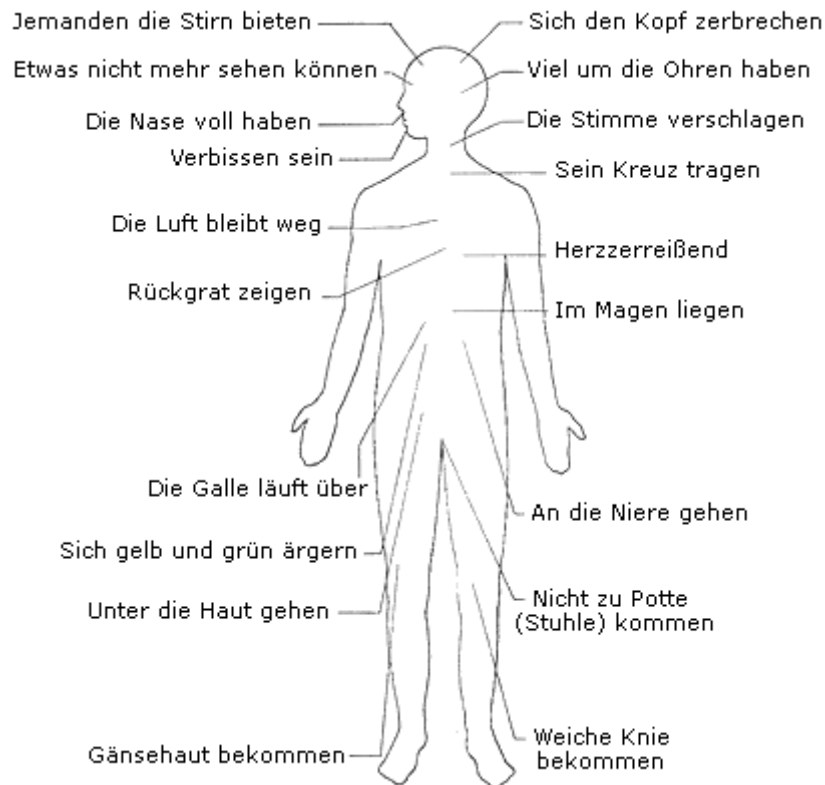 Jemanden die Stirn bieten
Sich den Kopf zerbrechen
Etwas nicht mehr sehen können
Viel um die Ohren haben
Die Nase voll haben
Die Stimme verschlagen
Verbissen sein
Sein Kreuz tragen
Die Luft bleibt weg
Herzzerreißend
Rückgrat zeigen
Im Magen liegen
Die Galle läuft über
An die Niere gehen
Sich gelb und grün ärgern
Unter die Haut gehen
Nicht zu Potte
(Stuhle) kommen
Gänsehaut bekommen
Weiche Knie
bekommen